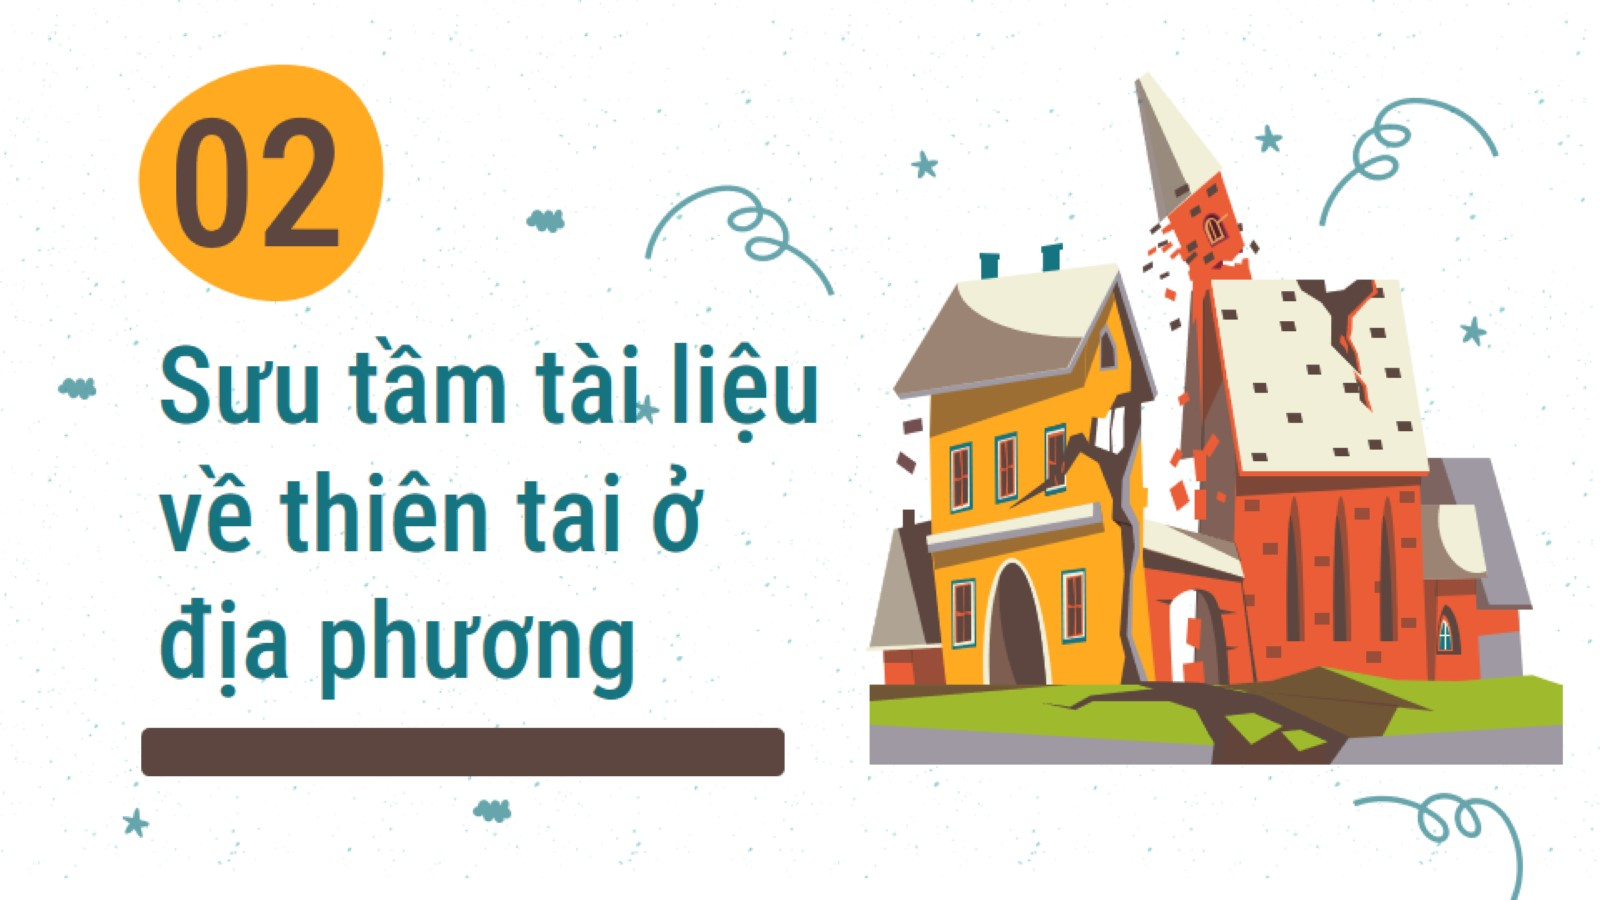 02
Sưu tầm tài liệu
về thiên tai ở
địa phương